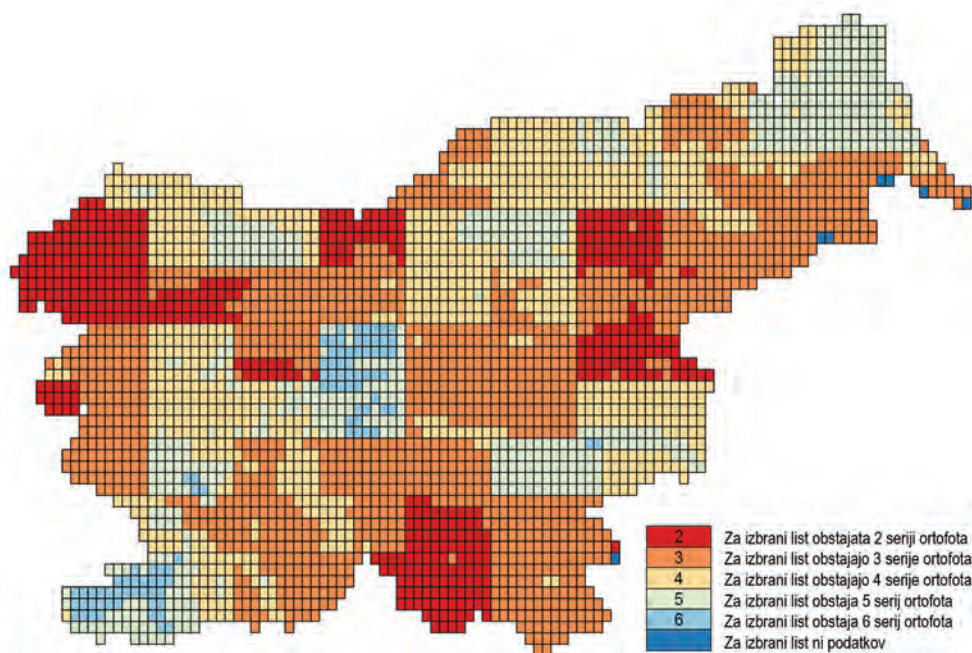 2 Za izbrani list obstajata 2 seriji ortofota
3 Za izbrani list obstajajo 3 serije ortofota
4 Za izbrani list obstajajo 4 serije ortofota
5 Za izbrani list obstaja 5 serij ortofota
6 Za izbrani list obstaja 6 serij ortofota
Za izbrani list ni podatkov